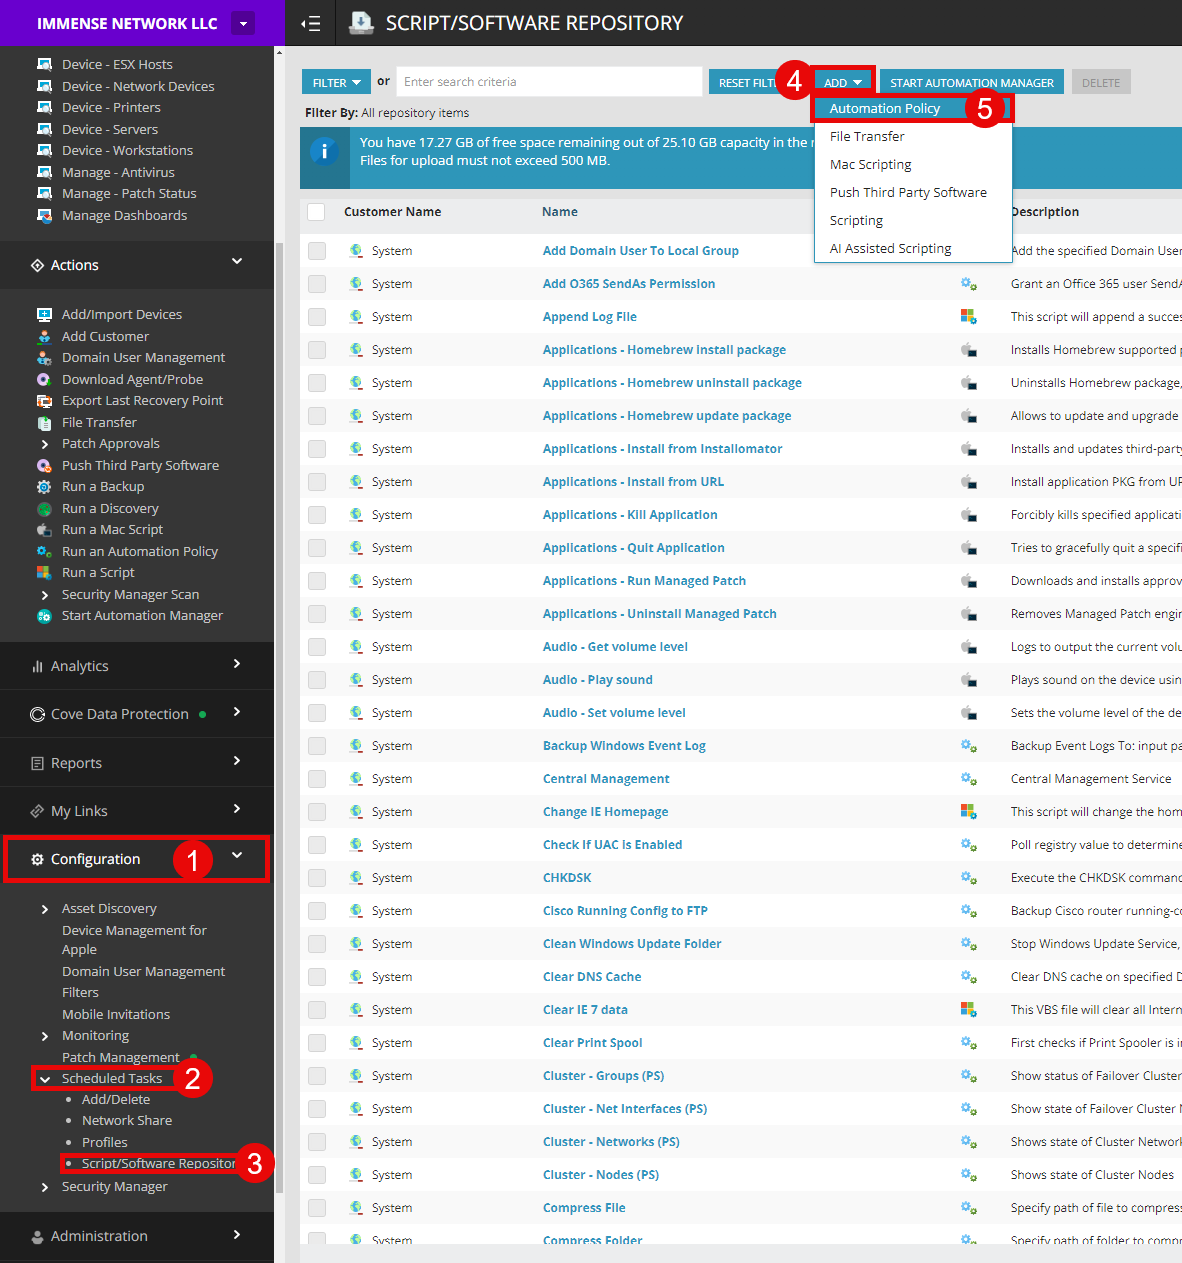 IMMENSE NETWORK LLC
SCRIPT/SOFTWARE REPOSITORY
Device - ESX Hosts
Device - Network Devices
Device - Printers
Device - Servers
Device - Workstations
Manage - Antivirus
Manage - Patch Status
Manage Dashboards
Actions
Add/Import Devices
Add Customer
Domain User Management
Download Agent/Probe
Export Last Recovery Point
File Transfer
Patch Approvals
Push Third Party Software
Run a Backup
Run a Discovery
Run a Mac Script
Run an Automation Policy
Run a Script
Security Manager Scan
Start Automation Manager
Analytics
Cove Data Protection
Reports
My Links
Configuration 1
Asset Discovery
Device Management for
Apple
Domain User Management
Filters
Mobile Invitations
Monitoring
Patch Management
Scheduled Tasks 2
Add/Delete
Network Share
Profiles
Script/Software Repositor 3
Security Manager
Administration
FILTER or Enter search criteria RESET FILT 4 ADD START AUTOMATION MANAGER DELETE
Filter By: All repository items
Automation Policy 5
File Transfer
Mac Scripting
Push Third Party Software
Scripting
AI Assisted Scripting
You have 17.27 GB of free space remaining out of 25.10 GB capacity in the
Files for upload must not exceed 500 MB.
Customer Name Name Description
System Add Domain User To Local Group Add the specified Domain User
System Add O365 SendAs Permission Grant an Office 365 user SendA
System Append Log File This script will append a succes
System Applications - Homebrew install package Installs Homebrew supported
System Applications - Homebrew uninstall package Uninstalls Homebrew package,
System Applications - Homebrew update package Allows to update and upgrade
System Applications - Install from Installomator Installs and updates third-party
System Applications - Install from URL Install application PKG from UR
System Applications - Kill Application Forcibly kills specified applicati
System Applications - Quit Application Tries to gracefully quit a specifi
System Applications - Run Managed Patch Downloads and installs approv
System Applications - Uninstall Managed Patch Removes Managed Patch engin
System Audio - Get volume level Logs to output the current volu
System Audio - Play sound Plays sound on the device usin
System Audio - Set volume level Sets the volume level of the de
System Backup Windows Event Log Backup Event Logs To: input pa
System Central Management Central Management Service
System Change IE Homepage This script will change the hom
System Check If UAC is Enabled Poll registry value to determine
System CHKDSK Execute the CHKDSK command
System Cisco Running Config to FTP Backup Cisco router running-co
System Clean Windows Update Folder Stop Windows Update Service,
System Clear DNS Cache Clear DNS cache on specified D
System Clear IE 7 data This VBS file will clear all Intern
System Clear Print Spool First checks if Print Spooler is i
System Cluster - Groups (PS) Show status of Failover Cluster
System Cluster - Net Interfaces (PS) Show state of Failover Cluster
System Cluster - Networks (PS) Shows state of Cluster Network
System Cluster - Nodes (PS) Shows state of Cluster Nodes
System Compress File Specify path of file to compress
System Compress Folder Specify path of folder to compr